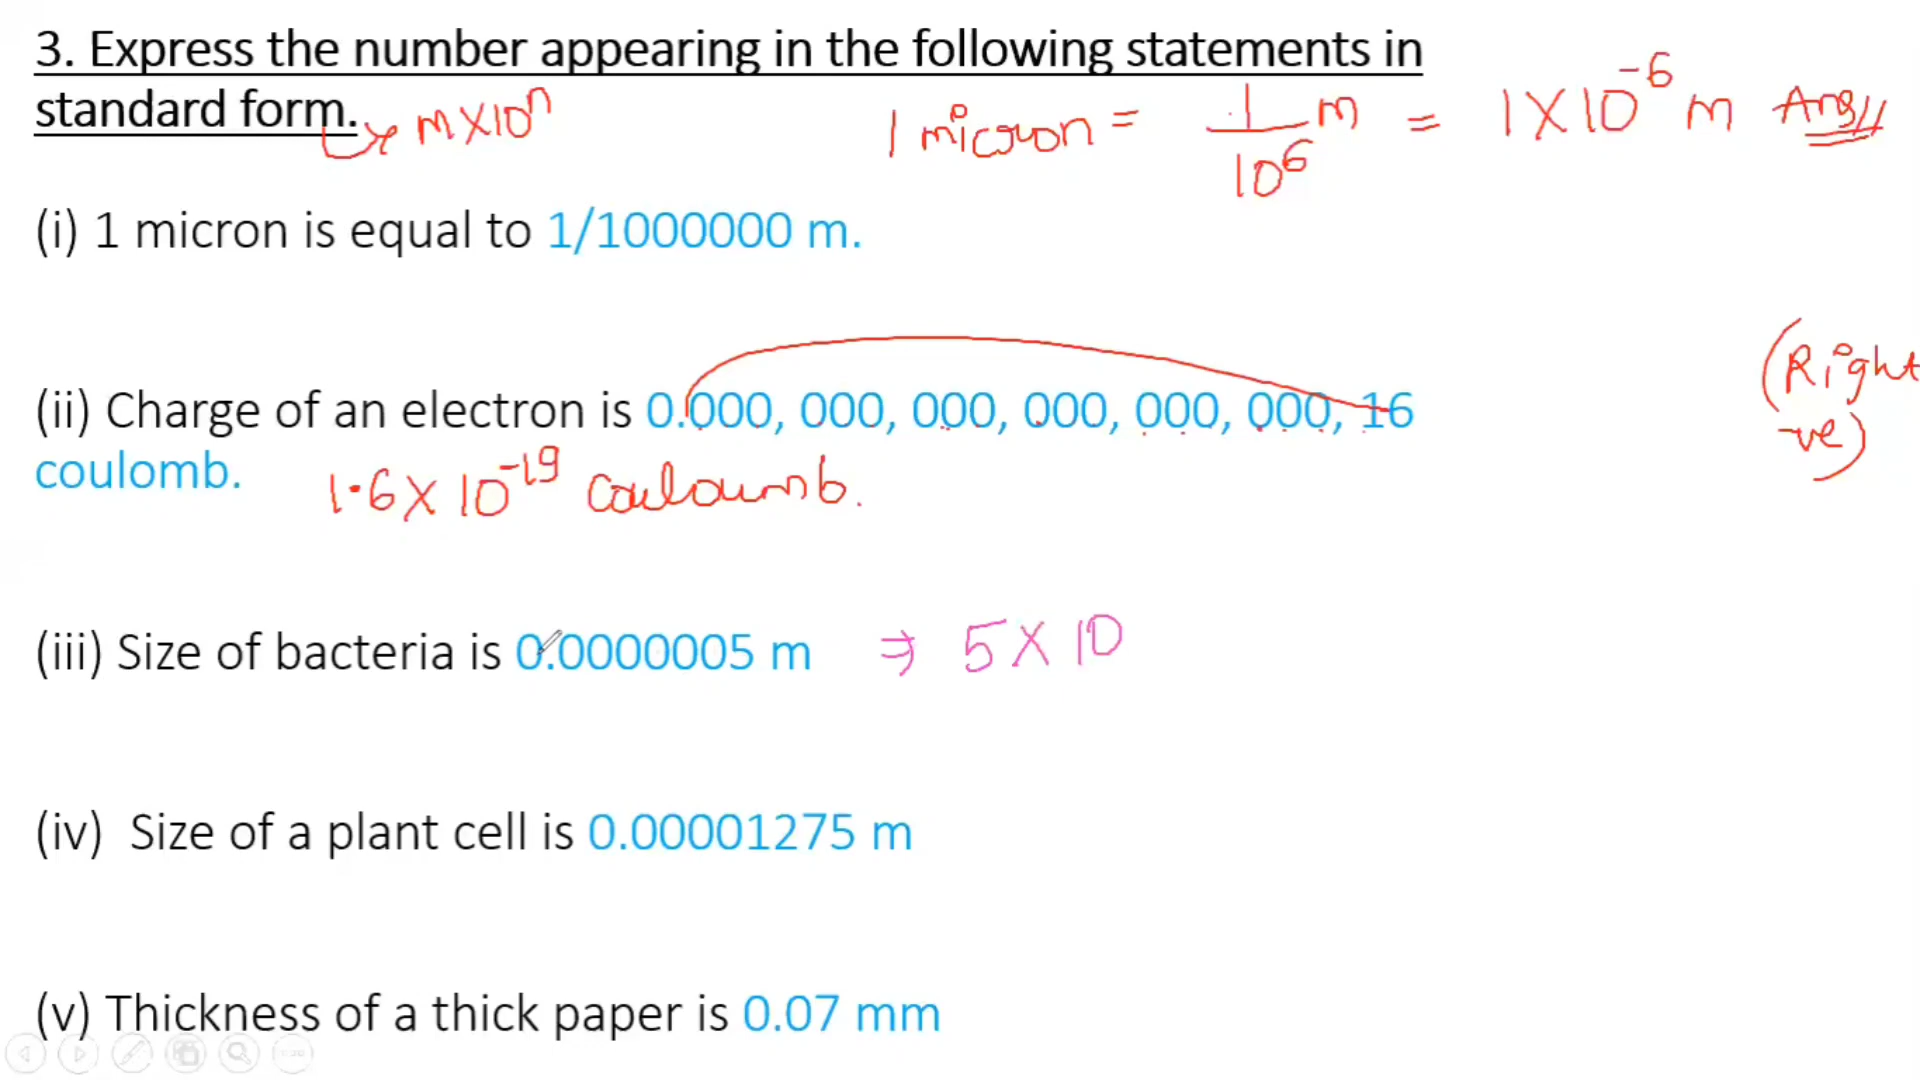 3. Express the number appearing in the following statements in
standard form. m×10ⁿ
1 micron = 1/10⁶ m = 1×10⁻⁶ m Ans
(i) 1 micron is equal to 1/1000000 m.
(Right
-ve)
(ii) Charge of an electron is 0.000, 000, 000, 000, 000, 000, 16
coulomb. 1.6×10⁻¹⁹ Couloumb.
(iii) Size of bacteria is 0.0000005 m ⇒ 5×10
(iv) Size of a plant cell is 0.00001275 m
(v) Thickness of a thick paper is 0.07 mm